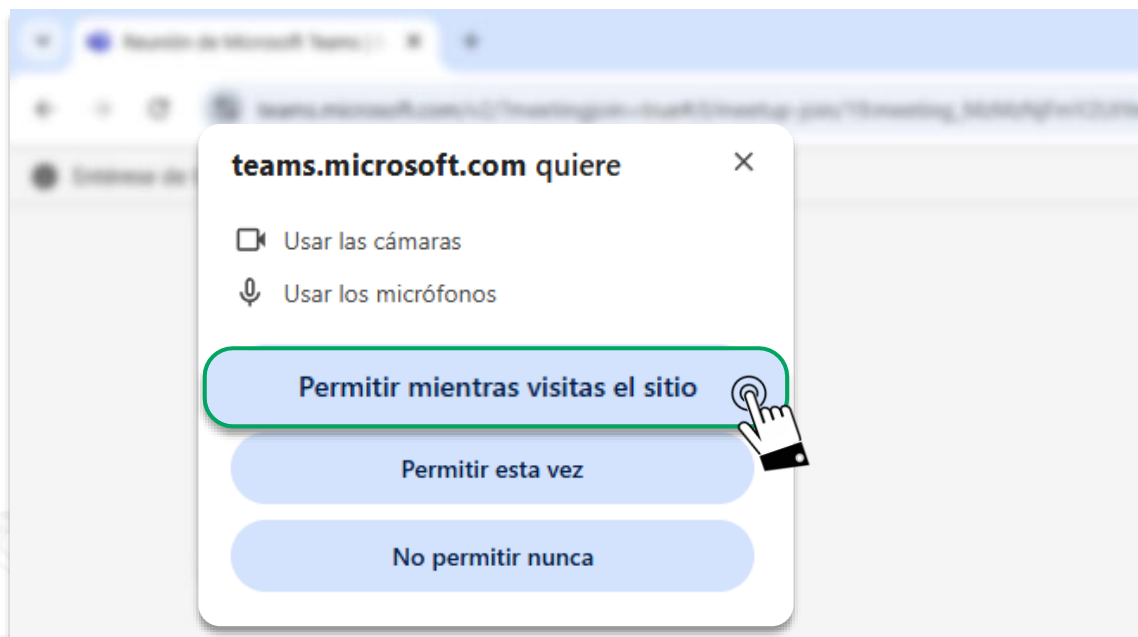 teams.microsoft.com quiere
Usar las cámaras
Usar los micrófonos
Permitir mientras visitas el sitio
Permitir esta vez
No permitir nunca